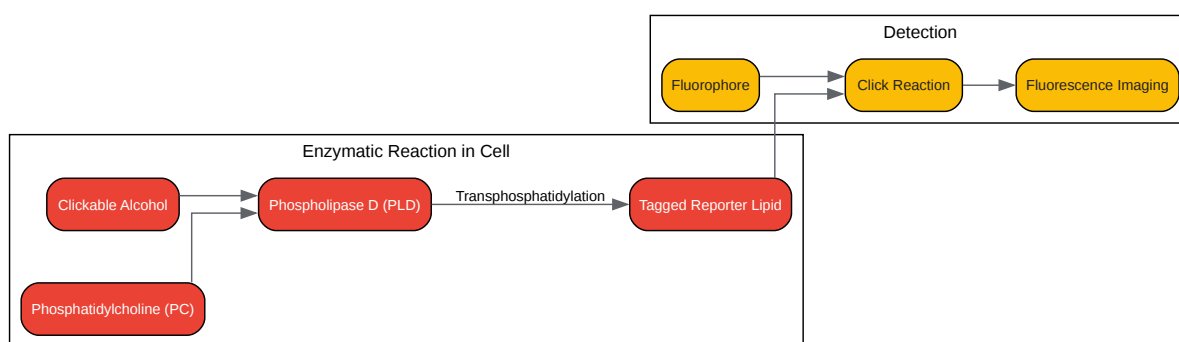 Detection
Fluorophore
Click Reaction
Fluorescence Imaging
Enzymatic Reaction in Cell
Clickable Alcohol
Phospholipase D (PLD)
Transphosphatidylation
Tagged Reporter Lipid
Phosphatidylcholine (PC)